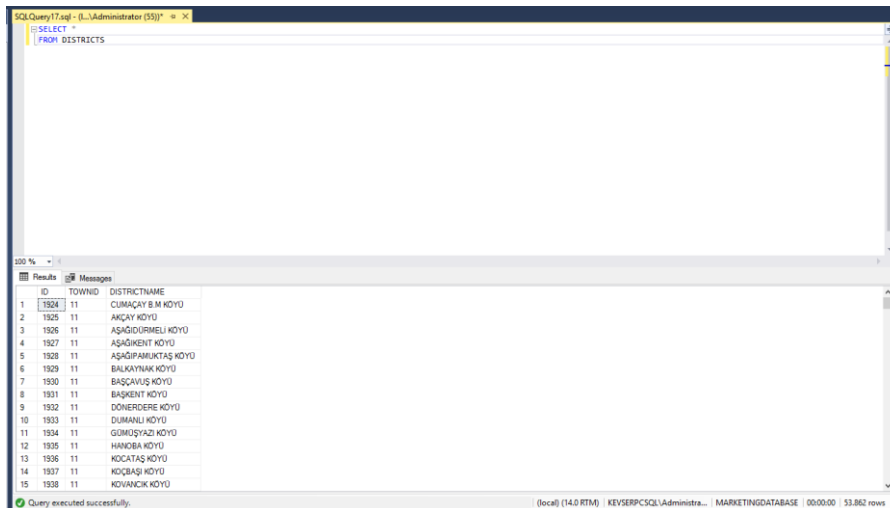 SQLQuery17.sql - (l...\Administrator (55))*
SELECT *
FROM DISTRICTS
100 %
Results Messages
ID TOWNID DISTRICTNAME
1 1924 11 CUMAÇAY B.M KÖYÜ
2 1925 11 AKÇAY KÖYÜ
3 1926 11 AŞAĞIDÜRMELİ KÖYÜ
4 1927 11 AŞAĞIKENT KÖYÜ
5 1928 11 AŞAĞIPAMUKTAŞ KÖYÜ
6 1929 11 BALKAYNAK KÖYÜ
7 1930 11 BAŞÇAVUŞ KÖYÜ
8 1931 11 BAŞKENT KÖYÜ
9 1932 11 DÖNERDERE KÖYÜ
10 1933 11 DUMANLI KÖYÜ
11 1934 11 GÜMÜŞYAZI KÖYÜ
12 1935 11 HANOBA KÖYÜ
13 1936 11 KOCATAŞ KÖYÜ
14 1937 11 KOÇBAŞI KÖYÜ
15 1938 11 KOVANCIK KÖYÜ
Query executed successfully. (local) (14.0 RTM) KEVSERPCSQL\Administra... MARKETINGDATABASE 00:00:00 53.862 rows